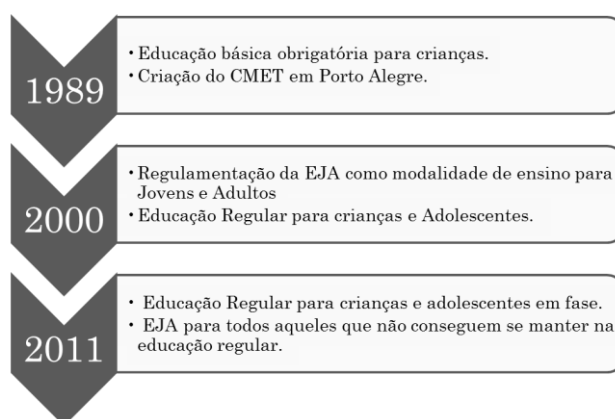 1989
• Educação básica obrigatória para crianças.
• Criação do CMET em Porto Alegre.
2000
• Regulamentação da EJA como modalidade de ensino para
Jovens e Adultos
• Educação Regular para crianças e Adolescentes.
2011
• Educação Regular para crianças e adolescentes em fase.
• EJA para todos aqueles que não conseguem se manter na
educação regular.